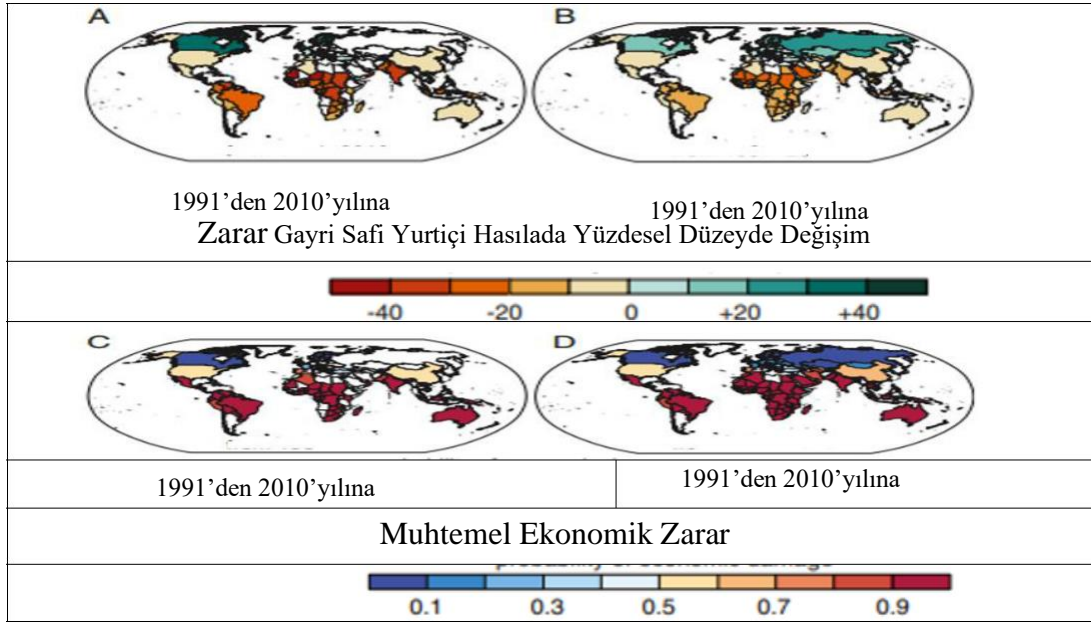 A
B
1991’den 2010’yılına
1991’den 2010’yılına
Zarar Gayri Safi Yurtiçi Hasılada Yüzdesel Düzeyde Değişim
-40 -20 0 +20 +40
C
D
1991’den 2010’yılına
1991’den 2010’yılına
Muhtemel Ekonomik Zarar
0.1 0.3 0.5 0.7 0.9